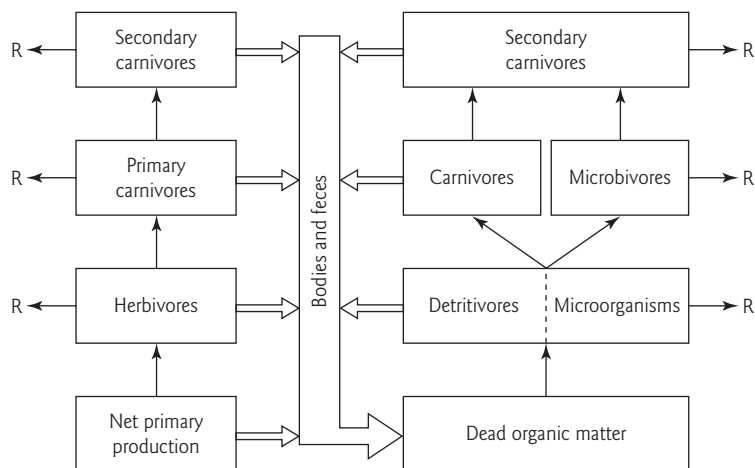 R
Secondary
carnivores
Secondary
carnivores
R
R
Primary
carnivores
Bodies and feces
Carnivores
Microbivores
R
R
Herbivores
Detritivores
Microorganisms
R
Net primary
production
Dead organic matter